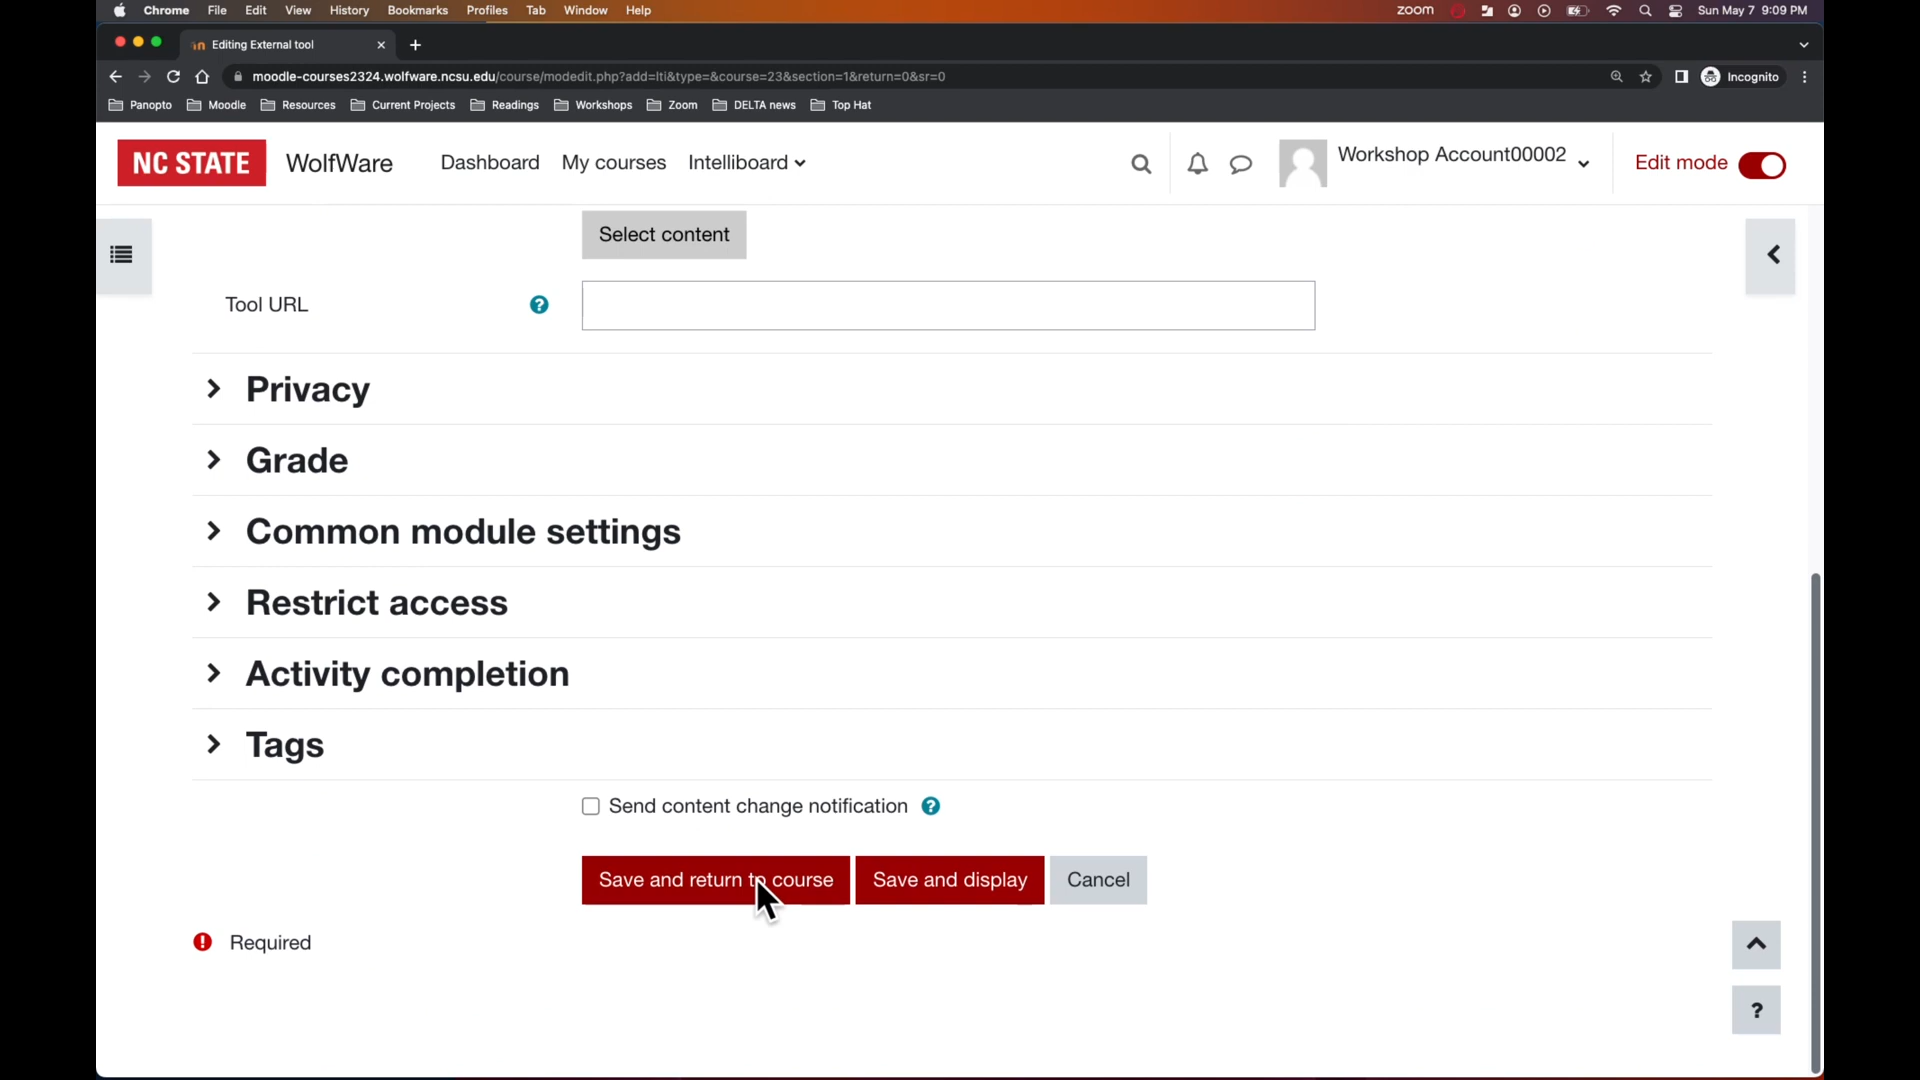 Chrome File Edit View History Bookmarks Profiles Tab Window Help zoom Sun May 7 9:09 PM
Editing External tool
moodle-courses2324.wolfware.ncsu.edu/course/modedit.php?add=lti&type=&course=23&section=1&return=0&sr=0 Incognito
Panopto Moodle Resources Current Projects Readings Workshops Zoom DELTA news Top Hat
NC STATE WolfWare Dashboard My courses Intelliboard Workshop Account00002 Edit mode
Select content
Tool URL ?
Privacy
Grade
Common module settings
Restrict access
Activity completion
Tags
Send content change notification ?
Save and return to course Save and display Cancel
! Required
?